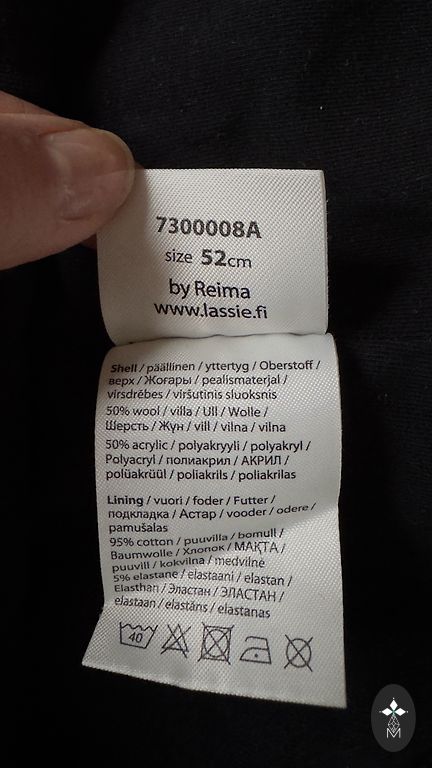 7300008A
size 52cm
by Reima
www.lassie.fi
Shell / päällinen / yttertyg / Oberstoff /
верх / Жоғары / pealismaterjal /
virsdrēbes / viršutinis sluoksnis
50% wool / villa / Ull / Wolle /
Шерсть / Жүн / vill / vilna / vilna
50% acrylic / polyakryyli / polyakryl /
Polyacryl / полиакрил / АКРИЛ /
polüakrüül / poliakrils / poliakrilas
Lining / vuori / foder / Futter /
подкладка / Астар / vooder / odere /
pamušalas
95% cotton / puuvilla / bomull /
Baumwolle / Хлопок / МАҚТА /
puuvill / kokvilna / medvilnė
5% elastane / elastaani / elastan /
Elasthan / Эластан / ЭЛАСТАН /
elastaan / elastāns / elastanas
40
M